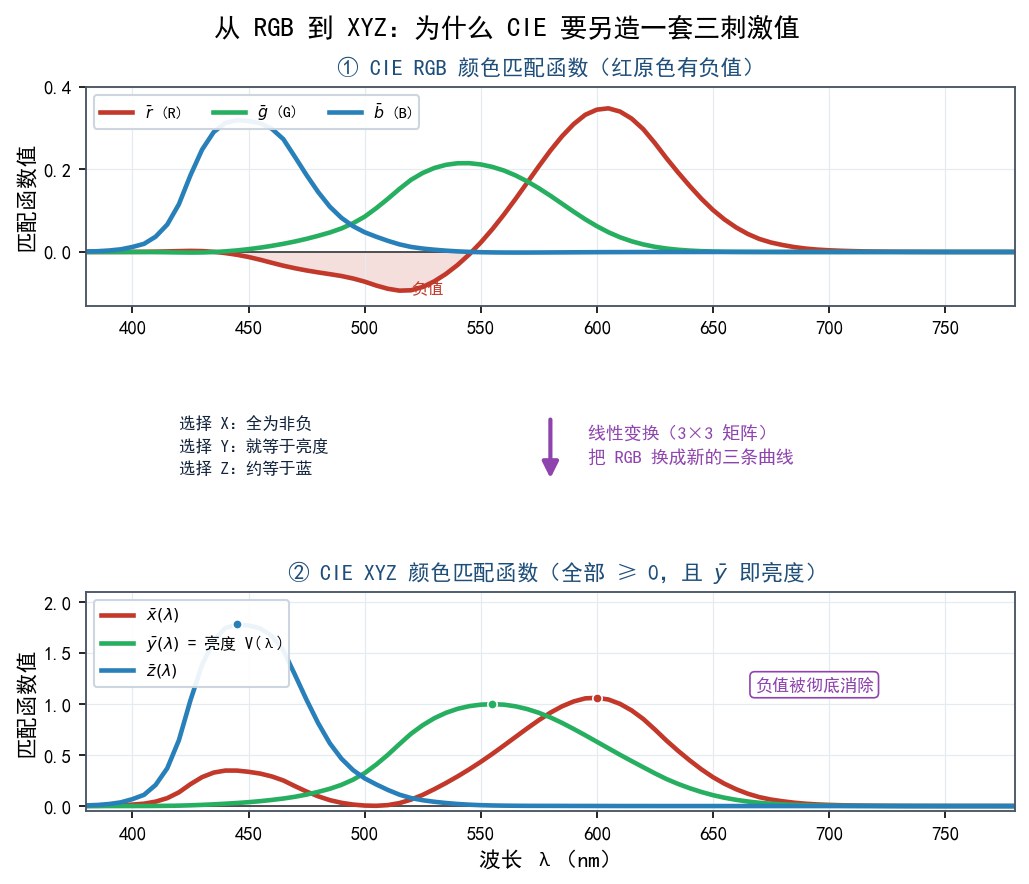 从 RGB 到 XYZ：为什么 CIE 要另造一套三刺激值
① CIE RGB 颜色匹配函数（红原色有负值）
匹配函数值
0.4
0.2
0.0
r̄ (R) ḡ (G) b̄ (B)
负值
400 450 500 550 600 650 700 750
选择 X：全为非负
选择 Y：就等于亮度
选择 Z：约等于蓝
线性变换（3×3 矩阵）
把 RGB 换成新的三条曲线
② CIE XYZ 颜色匹配函数（全部 ≥ 0，且 ȳ 即亮度）
匹配函数值
2.0
1.5
1.0
0.5
0.0
x̄(λ)
ȳ(λ) = 亮度 V(λ)
z̄(λ)
负值被彻底消除
400 450 500 550 600 650 700 750
波长 λ （nm）